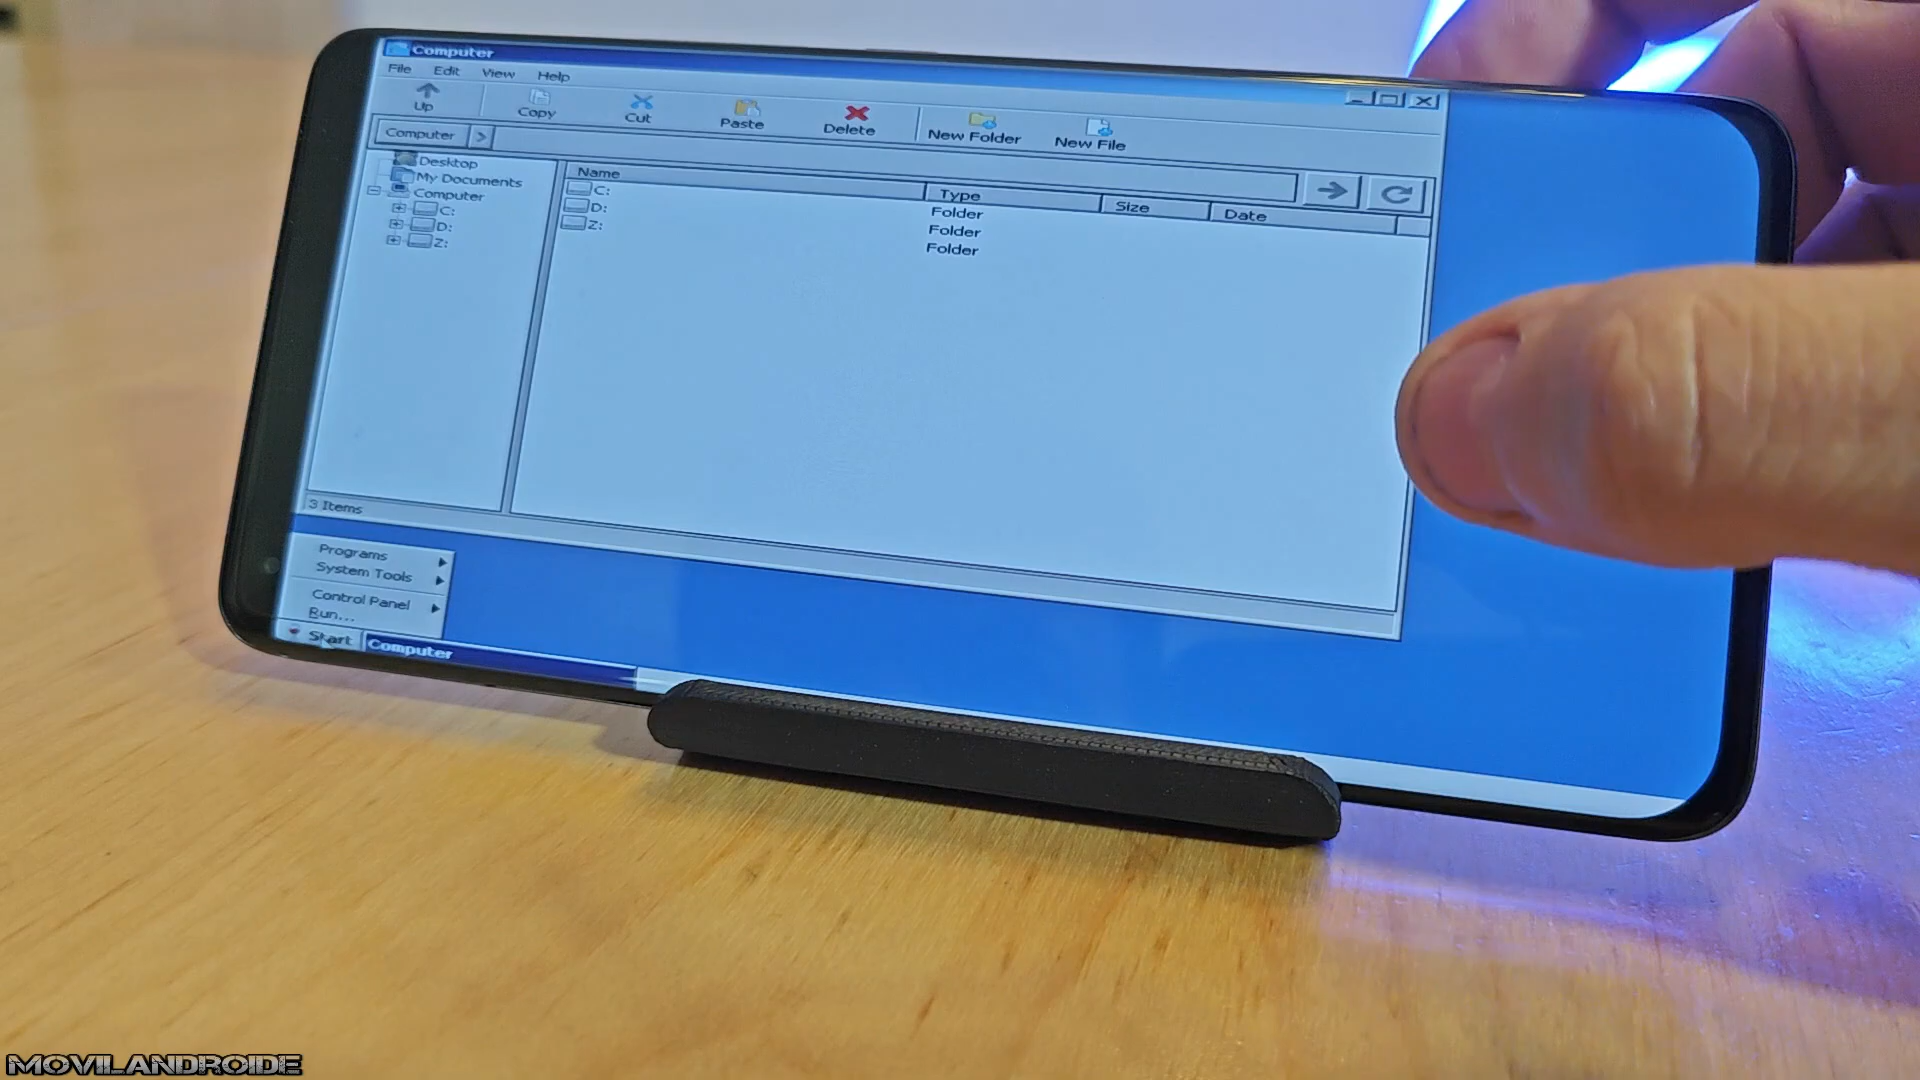 Computer
File Edit View Help
Up Copy Cut Paste Delete New Folder New File
Computer >
Desktop
My Documents
Computer
C:
D:
Z:
Name Type Size Date
C: Folder
D: Folder
Z: Folder
3 Items
Programs
System Tools
Control Panel
Run...
Start Computer
MOVILANDROIDE